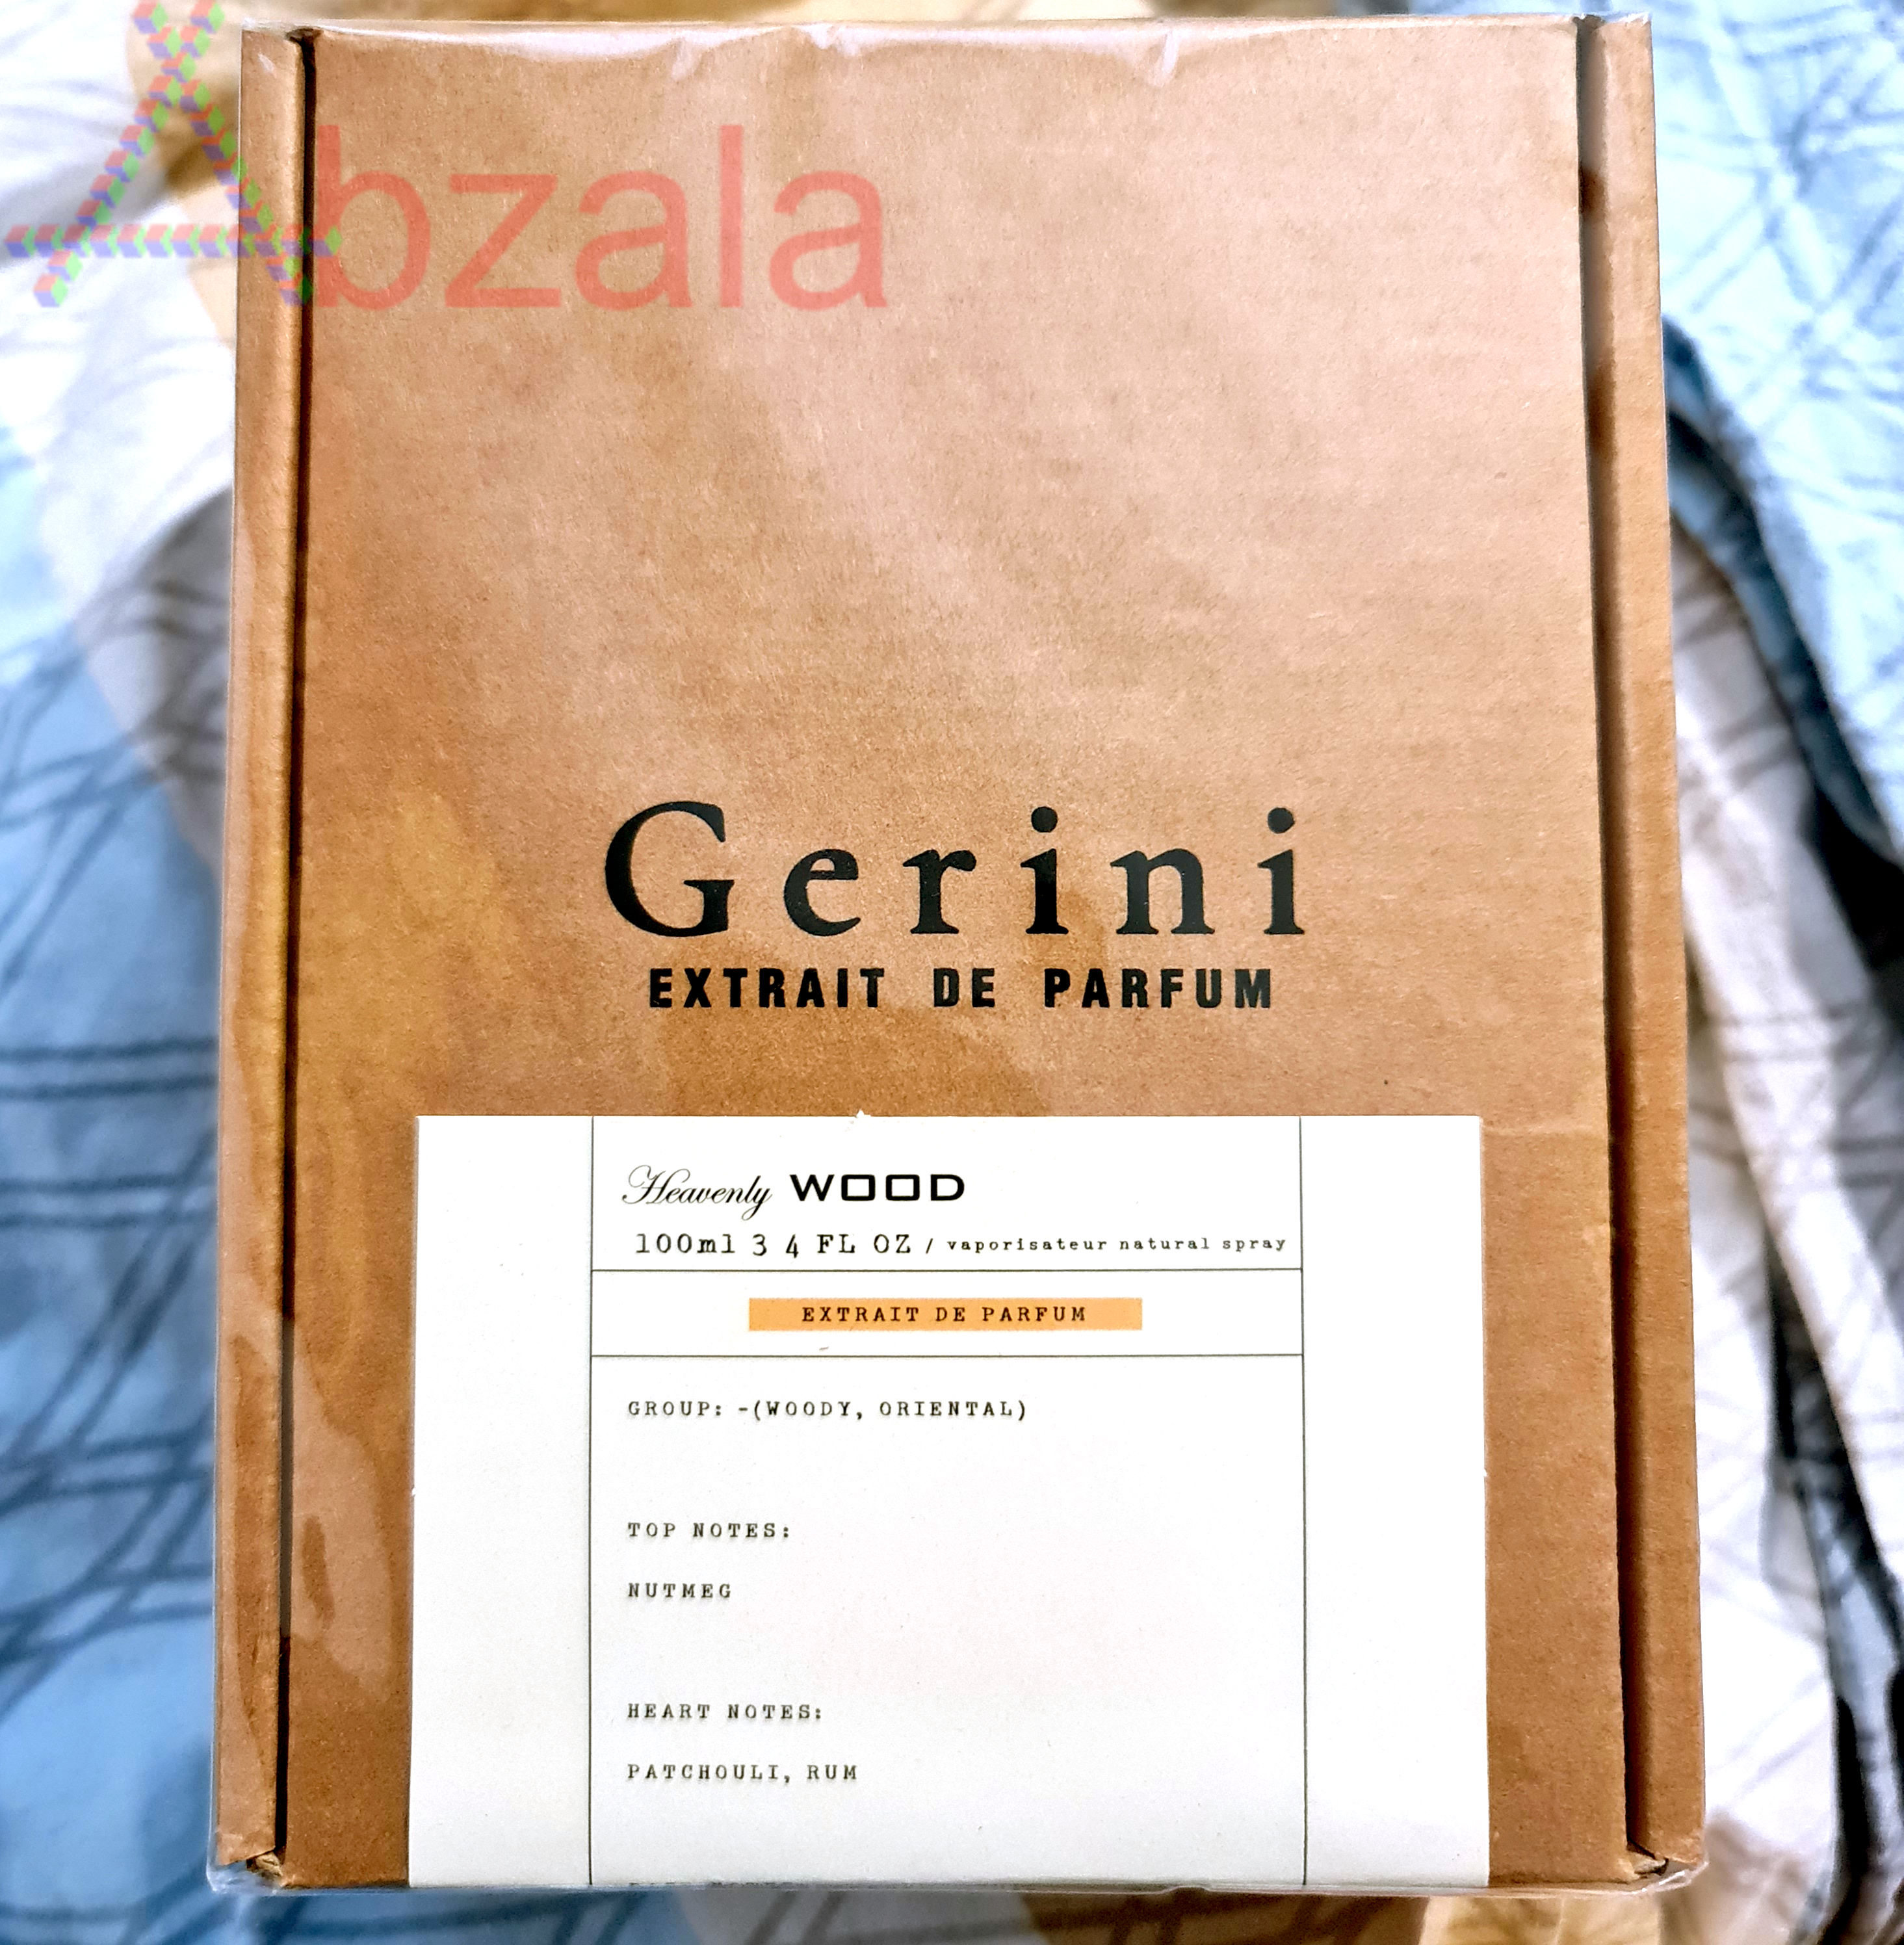 Abzala
Gerini
EXTRAIT DE PARFUM
Heavenly WOOD
100ml 3 4 FL OZ / vaporisateur natural spray
EXTRAIT DE PARFUM
GROUP: -(WOODY, ORIENTAL)
TOP NOTES:
NUTMEG
HEART NOTES:
PATCHOULI, RUM